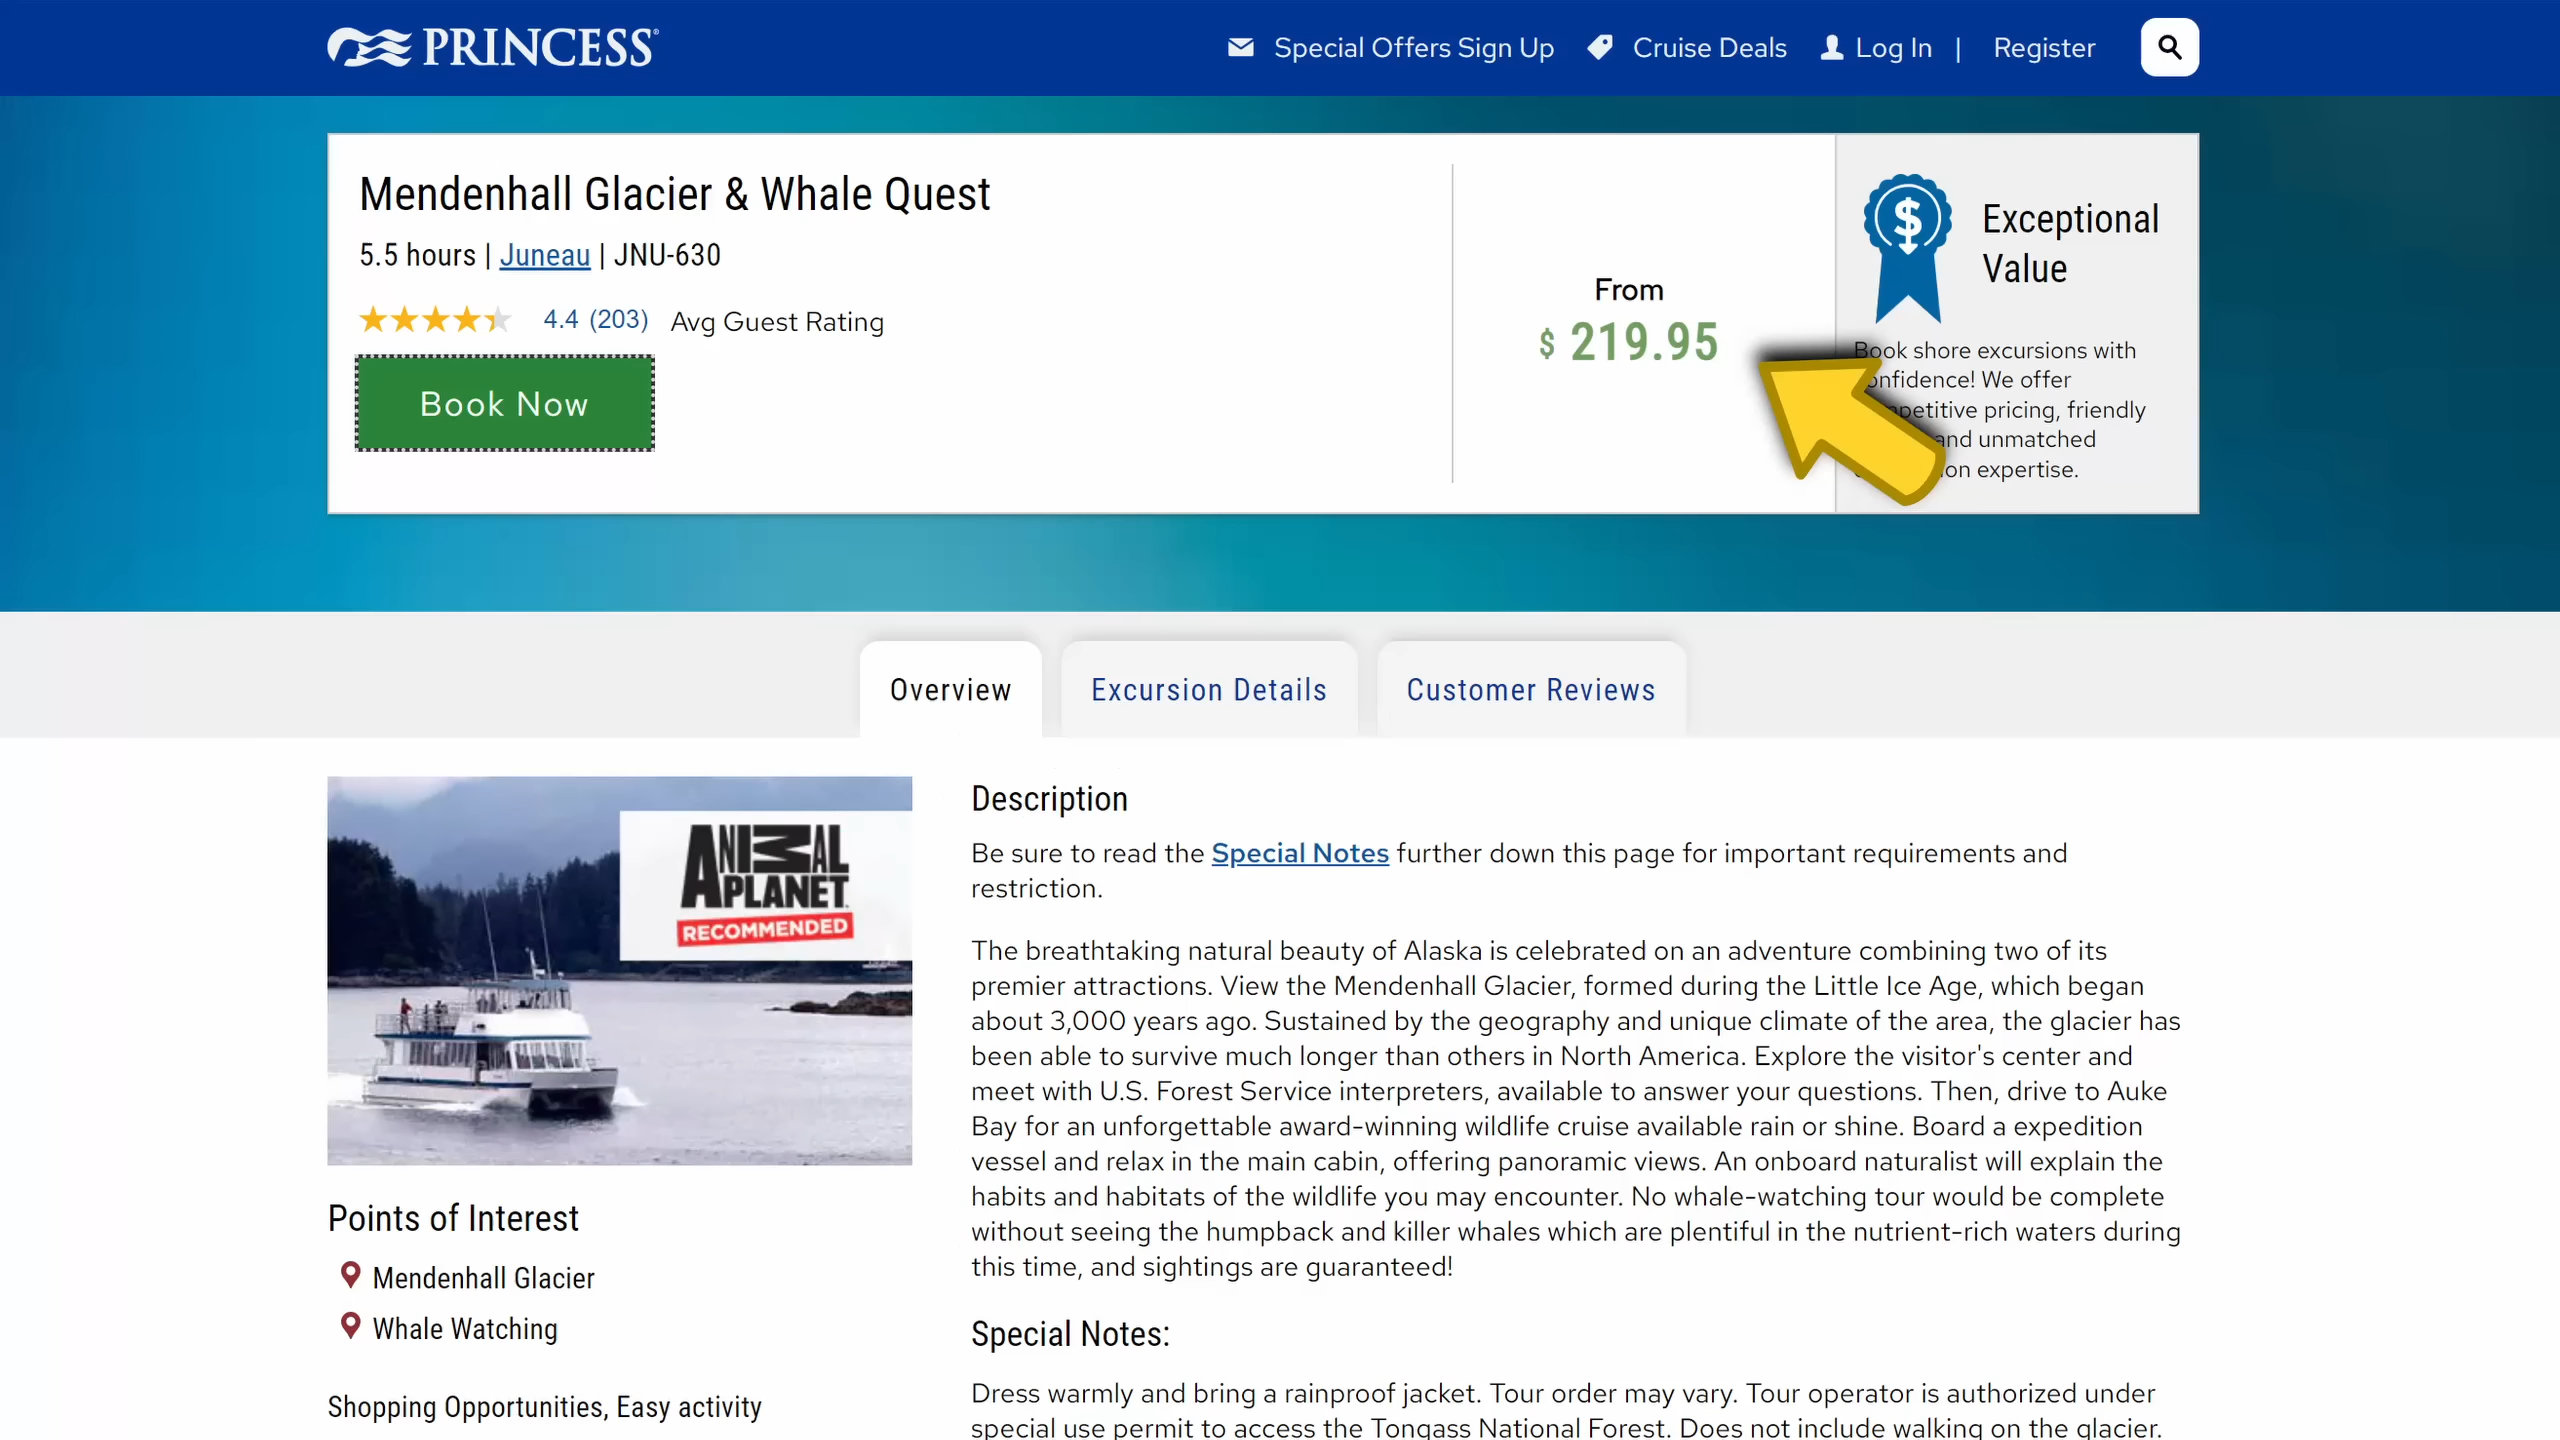 PRINCESS
Special Offers Sign Up
Cruise Deals
Log In | Register
Mendenhall Glacier & Whale Quest
5.5 hours | Juneau | JNU-630
4.4 (203) Avg Guest Rating
Book Now
From
$ 219.95
Exceptional
Value
Book shore excursions with
We offer
pricing, friendly
and unmatched
expertise.
Overview
Excursion Details
Customer Reviews
ANIMAL
PLANET
RECOMMENDED
Points of Interest
Mendenhall Glacier
Whale Watching
Shopping Opportunities, Easy activity
Description
Be sure to read the Special Notes further down this page for important requirements and
restriction.
The breathtaking natural beauty of Alaska is celebrated on an adventure combining two of its
premier attractions. View the Mendenhall Glacier, formed during the Little Ice Age, which began
about 3,000 years ago. Sustained by the geography and unique climate of the area, the glacier has
been able to survive much longer than others in North America. Explore the visitor's center and
meet with U.S. Forest Service interpreters, available to answer your questions. Then, drive to Auke
Bay for an unforgettable award-winning wildlife cruise available rain or shine. Board a expedition
vessel and relax in the main cabin, offering panoramic views. An onboard naturalist will explain the
habits and habitats of the wildlife you may encounter. No whale-watching tour would be complete
without seeing the humpback and killer whales which are plentiful in the nutrient-rich waters during
this time, and sightings are guaranteed!
Special Notes:
Dress warmly and bring a rainproof jacket. Tour order may vary. Tour operator is authorized under
special use permit to access the Tongass National Forest. Does not include walking on the glacier.